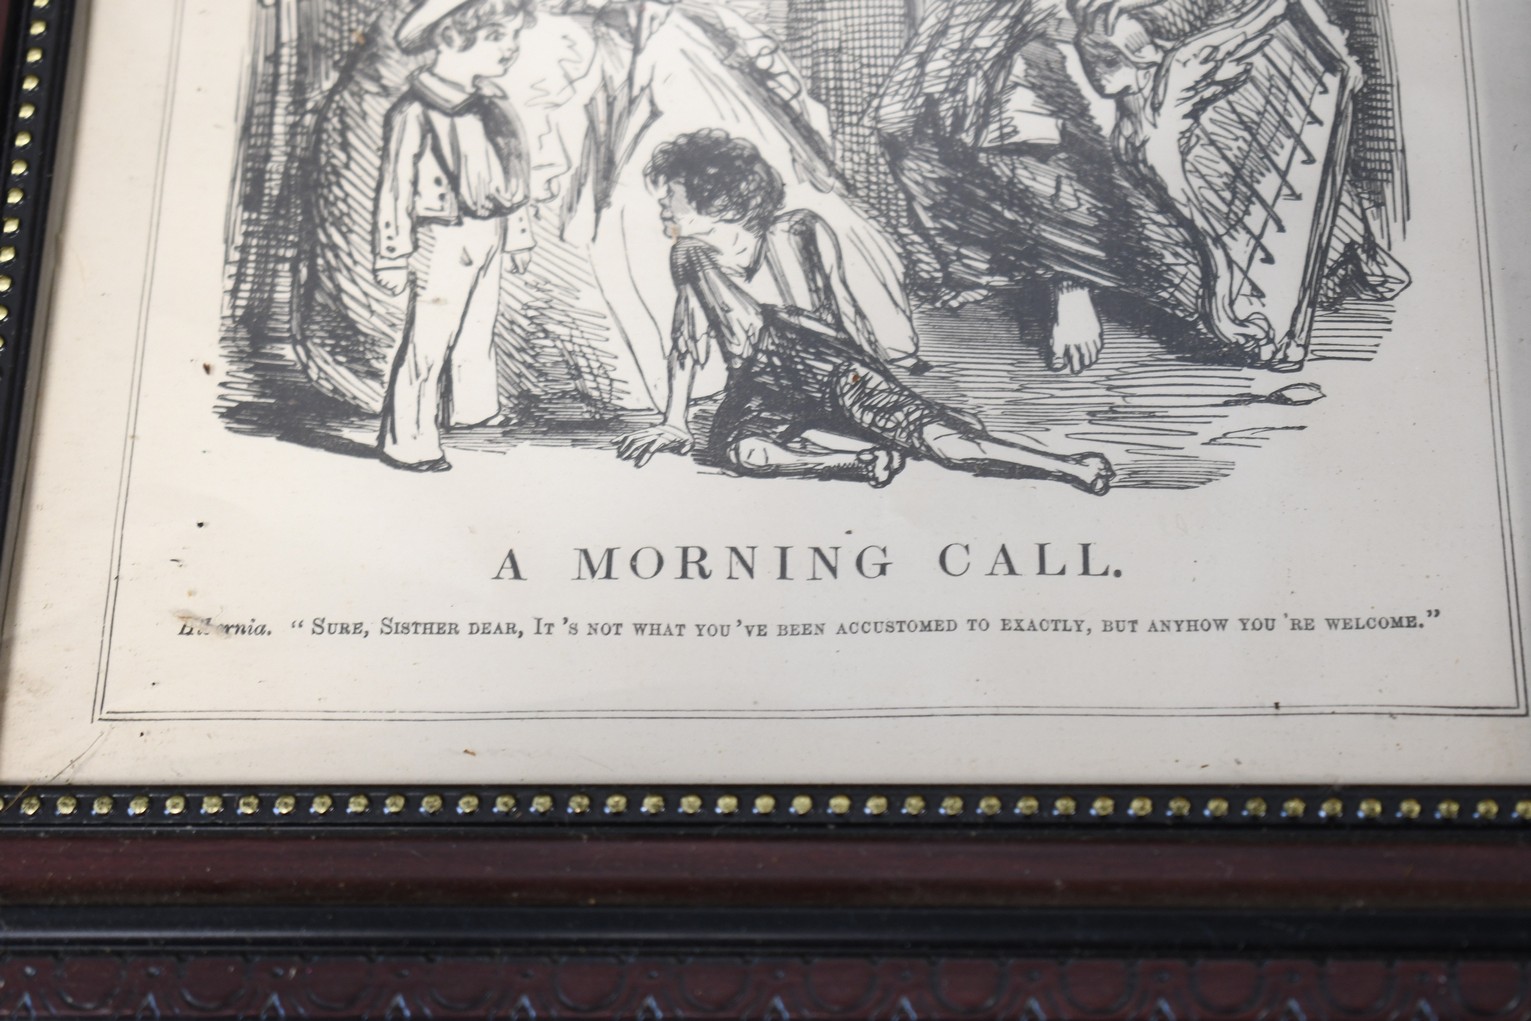 A MORNING CALL.
Hibernia. “ Sure, Sisther dear, It 's not what you 've been accustomed to exactly, but anyhow you 're welcome.”